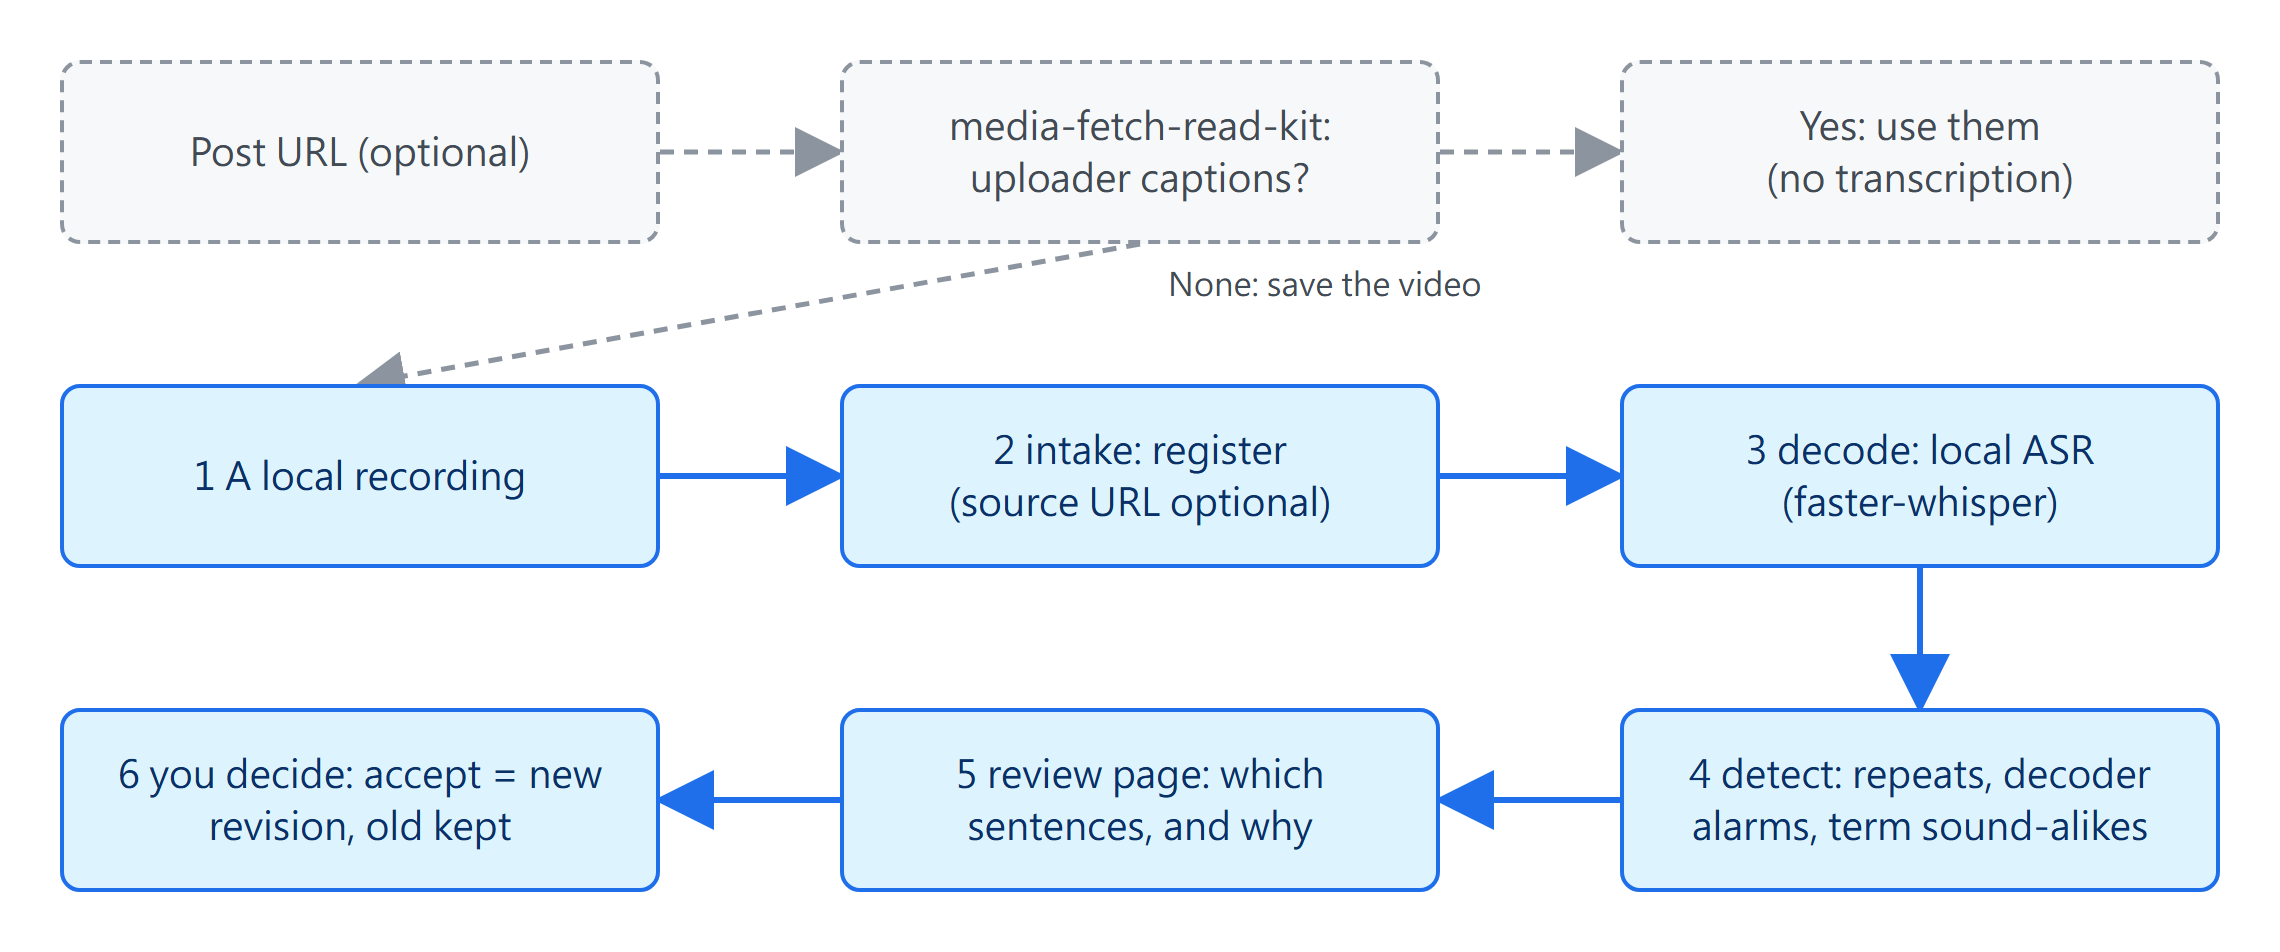 Post URL (optional)
media-fetch-read-kit:
uploader captions?
Yes: use them
(no transcription)
None: save the video
1 A local recording
2 intake: register
(source URL optional)
3 decode: local ASR
(faster-whisper)
4 detect: repeats, decoder
alarms, term sound-alikes
5 review page: which
sentences, and why
6 you decide: accept = new
revision, old kept